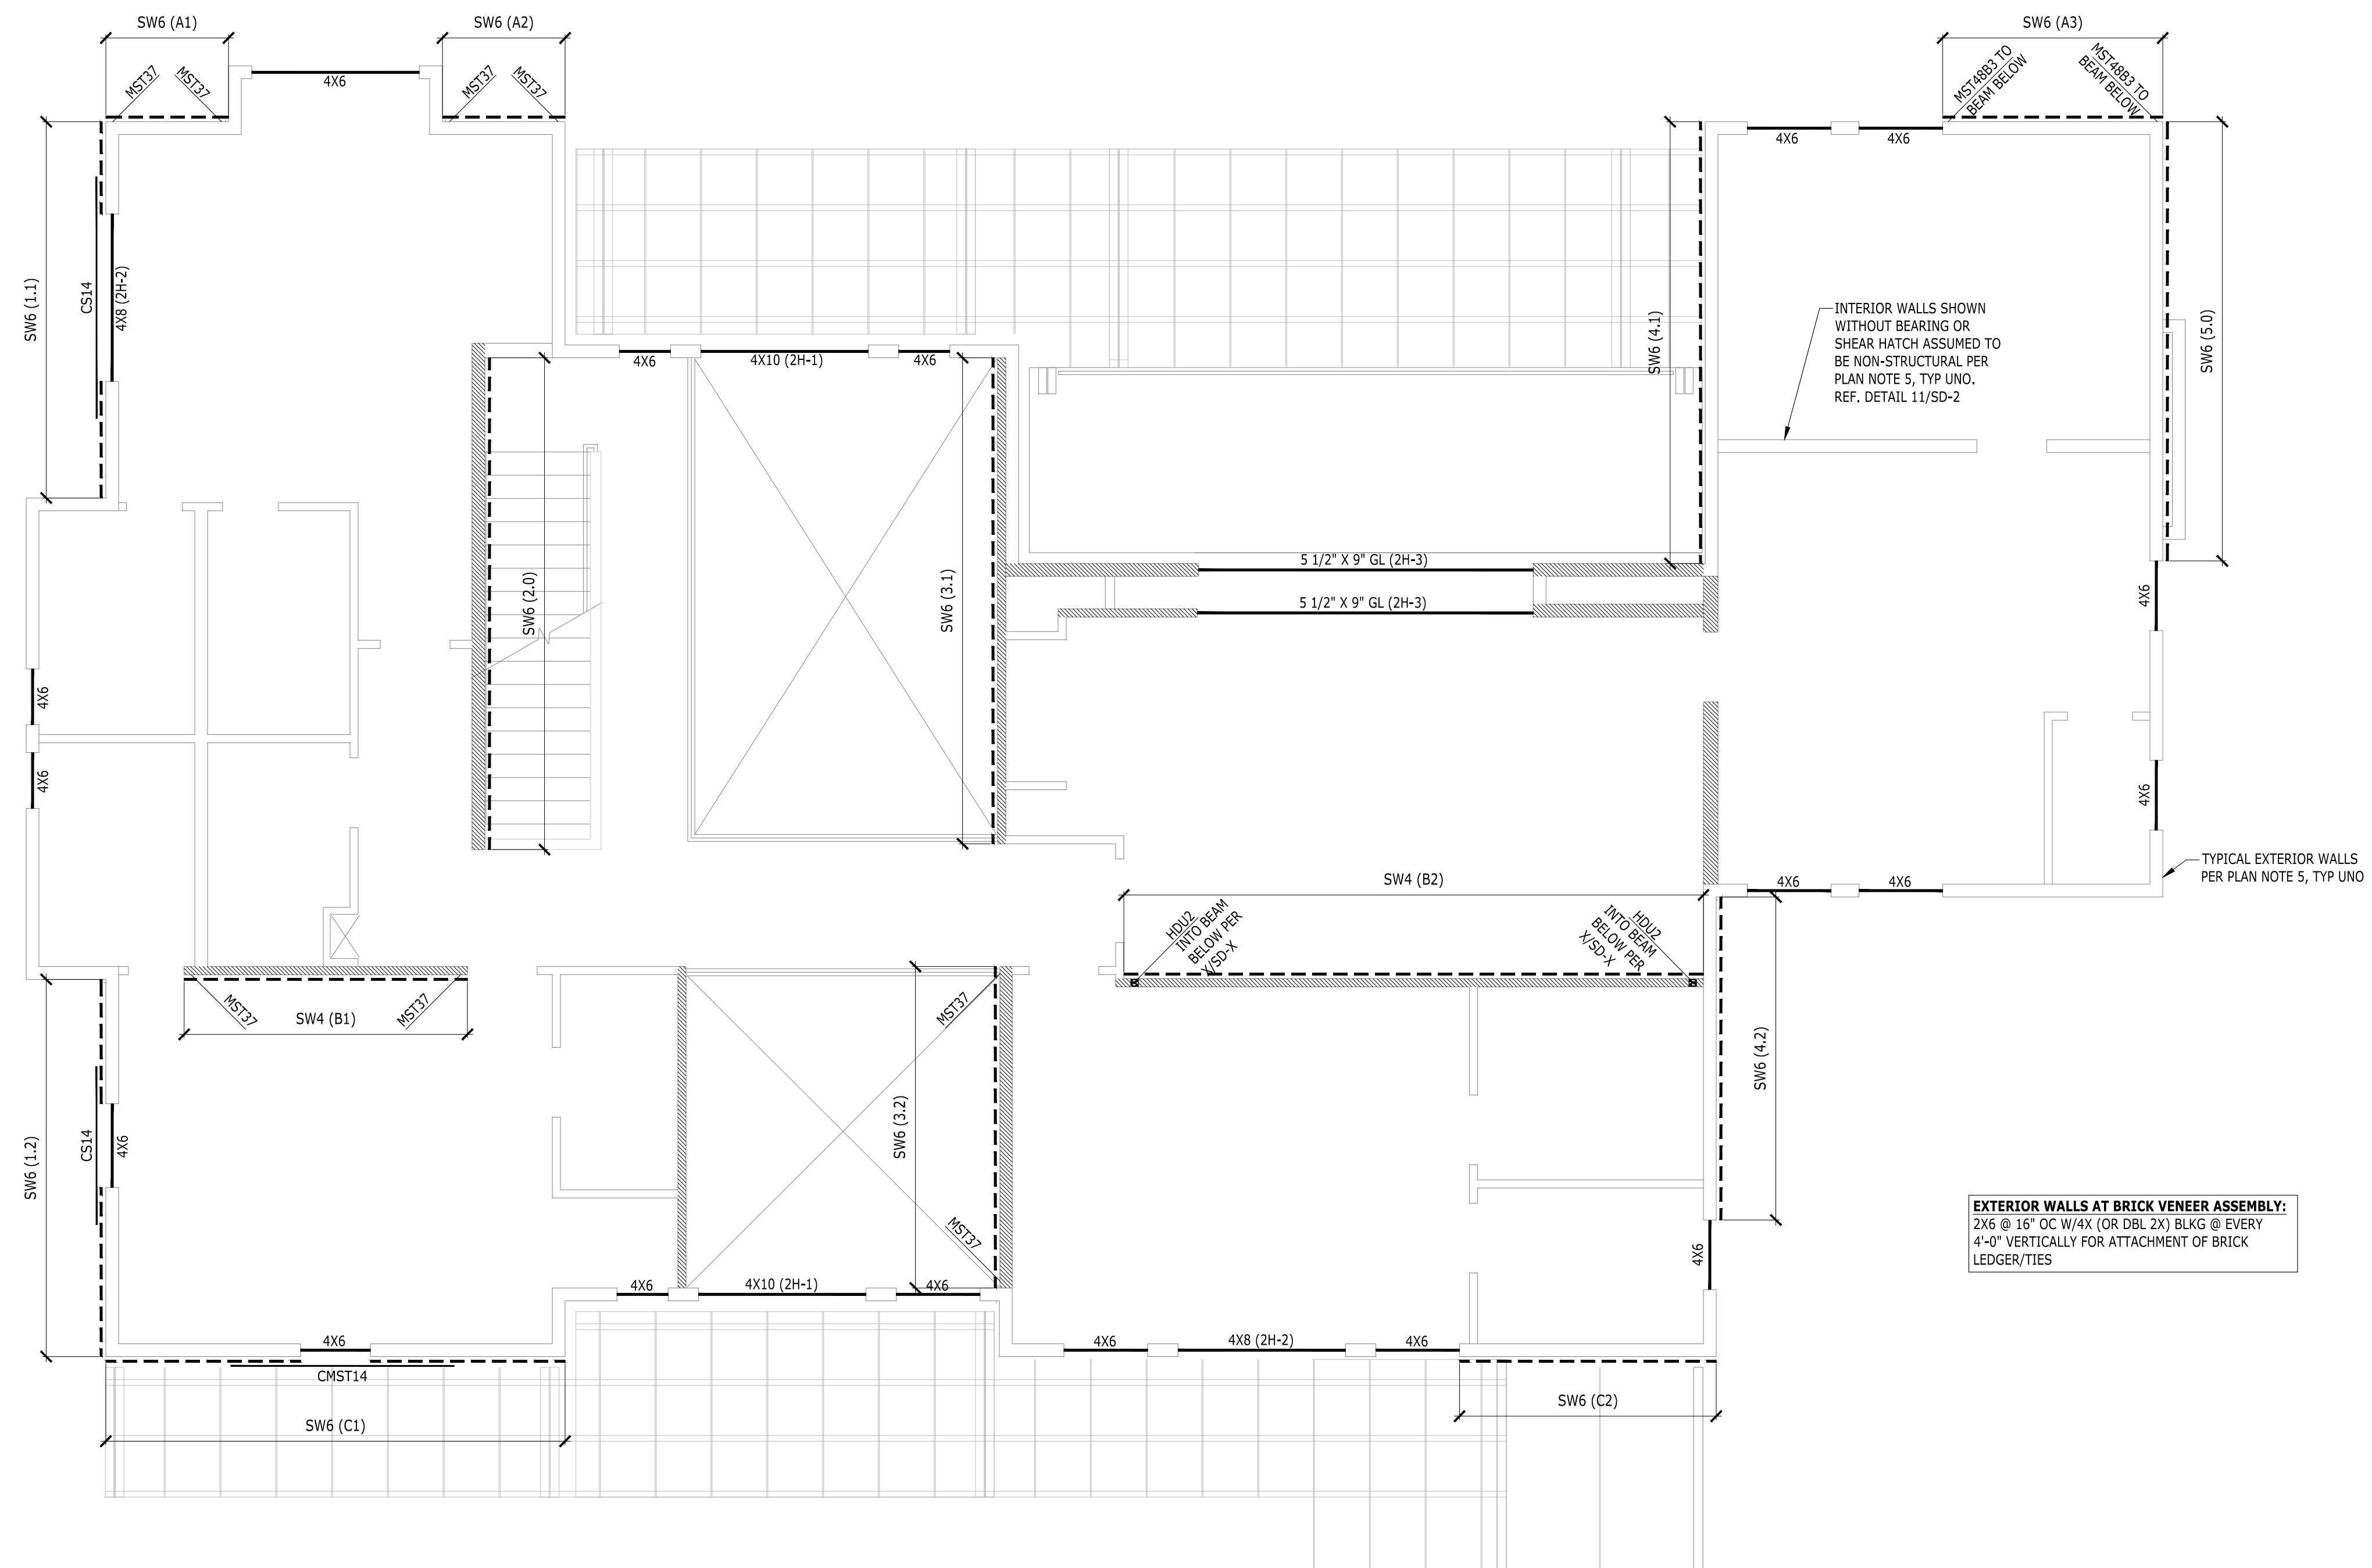 SW6 (A1)
SW6 (A2)
SW6 (A3)
MST37
MST37
MST37
MST37
MST48B3 TO
BEAM BELOW
MST48B3 TO
BEAM BELOW
4X6
4X6
4X6
SW6 (1.1)
CS14
4X8 (2H-2)
SW6 (4.1)
INTERIOR WALLS SHOWN
WITHOUT BEARING OR
SHEAR HATCH ASSUMED TO
BE NON-STRUCTURAL PER
PLAN NOTE 5, TYP UNO.
REF. DETAIL 11/SD-2
SW6 (5.0)
4X6
4X10 (2H-1)
4X6
SW6 (2.0)
SW6 (3.1)
5 1/2" X 9" GL (2H-3)
5 1/2" X 9" GL (2H-3)
4X6
4X6
4X6
4X6
TYPICAL EXTERIOR WALLS
PER PLAN NOTE 5, TYP UNO
4X6
4X6
SW4 (B2)
HDU2
INTO BEAM
BELOW PER
X/SD-X
HDU2
INTO BEAM
BELOW PER
X/SD-X
MST37
MST37
SW4 (B1)
MST37
SW6 (4.2)
SW6 (1.2)
CS14
4X6
SW6 (3.2)
MST37
EXTERIOR WALLS AT BRICK VENEER ASSEMBLY:
2X6 @ 16" OC W/4X (OR DBL 2X) BLKG @ EVERY
4'-0" VERTICALLY FOR ATTACHMENT OF BRICK
LEDGER/TIES
4X6
4X6
4X10 (2H-1)
4X6
4X6
4X6
4X8 (2H-2)
4X6
CMST14
SW6 (C1)
SW6 (C2)